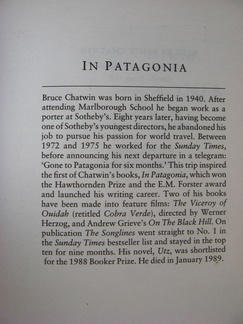 IN PATAGONIA
Bruce Chatwin was born in Sheffield in 1940. After
attending Marlborough School he began work as a
porter at Sotheby's. Eight years later, having become
one of Sotheby's youngest directors, he abandoned his
job to pursue his passion for world travel. Between
1972 and 1975 he worked for the Sunday Times,
before announcing his next departure in a telegram:
'Gone to Patagonia for six months.' This trip inspired
the first of Chatwin's books, In Patagonia, which won
the Hawthornden Prize and the E.M. Forster award
and launched his writing career. Two of his books
have been made into feature films: The Viceroy of
Ouidah (retitled Cobra Verde), directed by Werner
Herzog, and Andrew Grieve's On The Black Hill. On
publication The Songlines went straight to No. 1 in
the Sunday Times bestseller list and stayed in the top
ten for nine months. His novel, Utz, was shortlisted
for the 1988 Booker Prize. He died in January 1989.